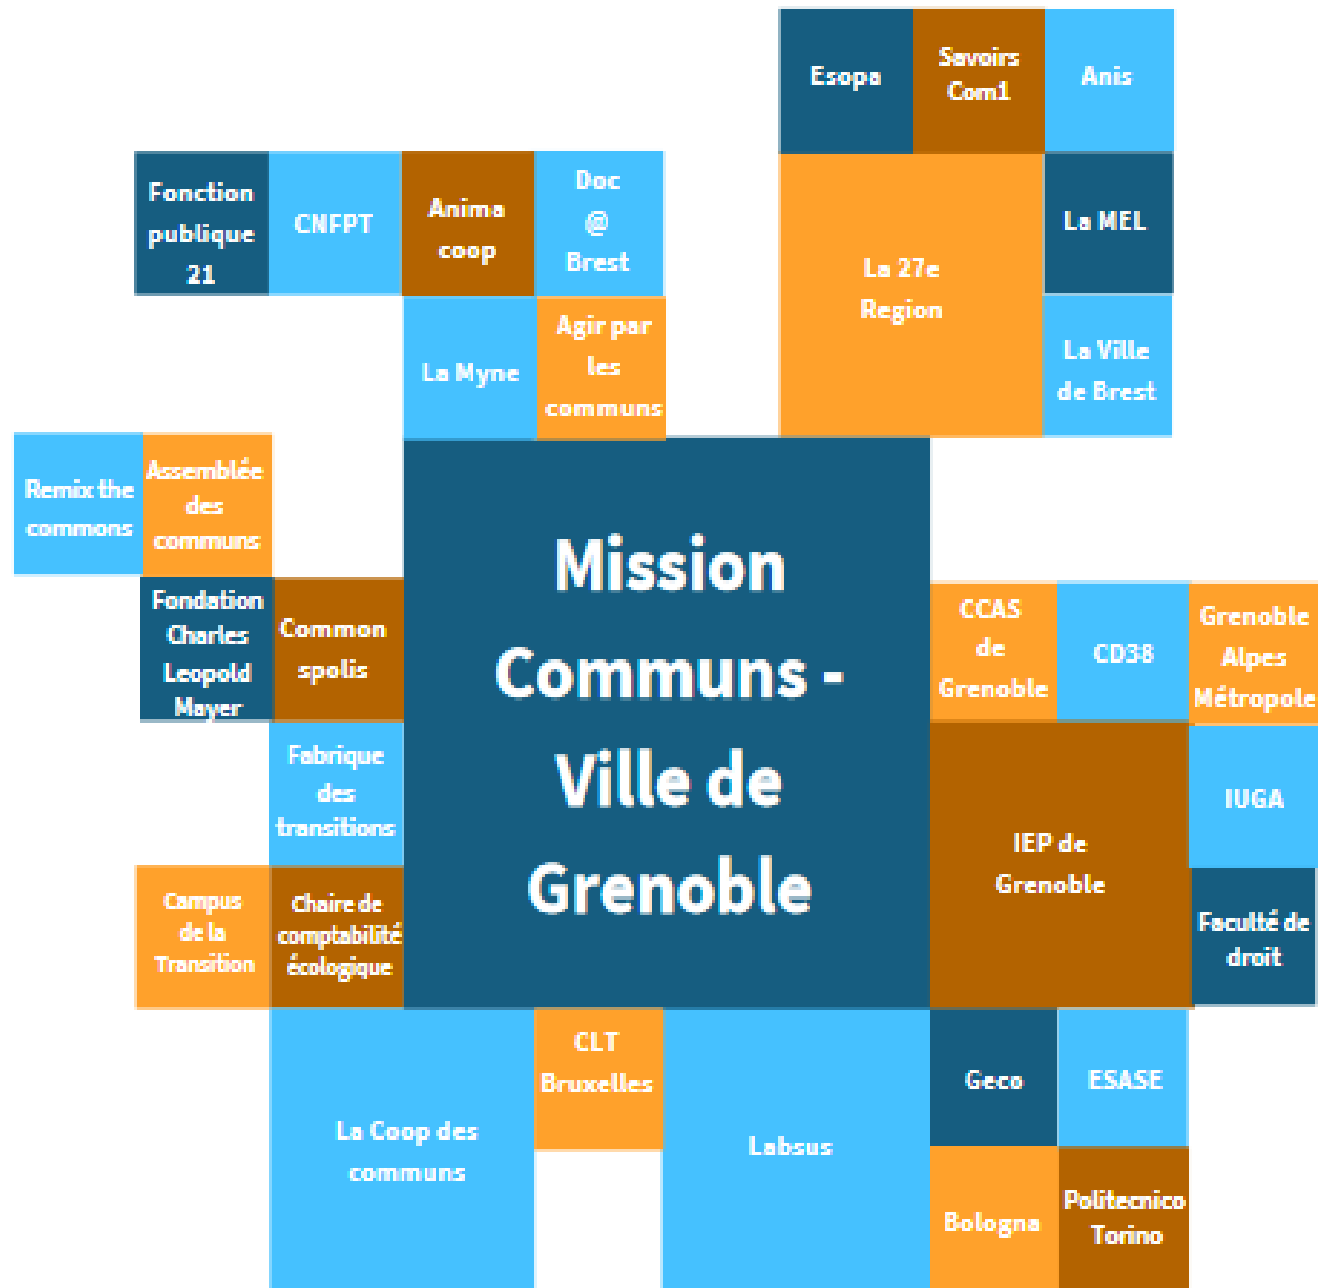 Esopa
Savoirs
Com1
Anis
Fonction
publique
21
CNFPT
Anima
coop
Doc
@
Brest
La MEL
La 27e
Region
La Myne
Agir par
les
communs
La Ville
de Brest
Remix the
commons
Assemblée
des
communs
Mission
Communs -
Ville de
Grenoble
Fondation
Charles
Leopold
Mayer
Common
spolis
CCAS
de
Grenoble
CD38
Grenoble
Alpes
Métropole
Fabrique
des
transitions
IEP de
Grenoble
IUGA
Campus
de la
Transition
Chaire de
comptabilité
écologique
Faculté de
droit
La Coop des
communs
CLT
Bruxelles
Labsus
Geco
ESASE
Bologna
Politecnico
Torino